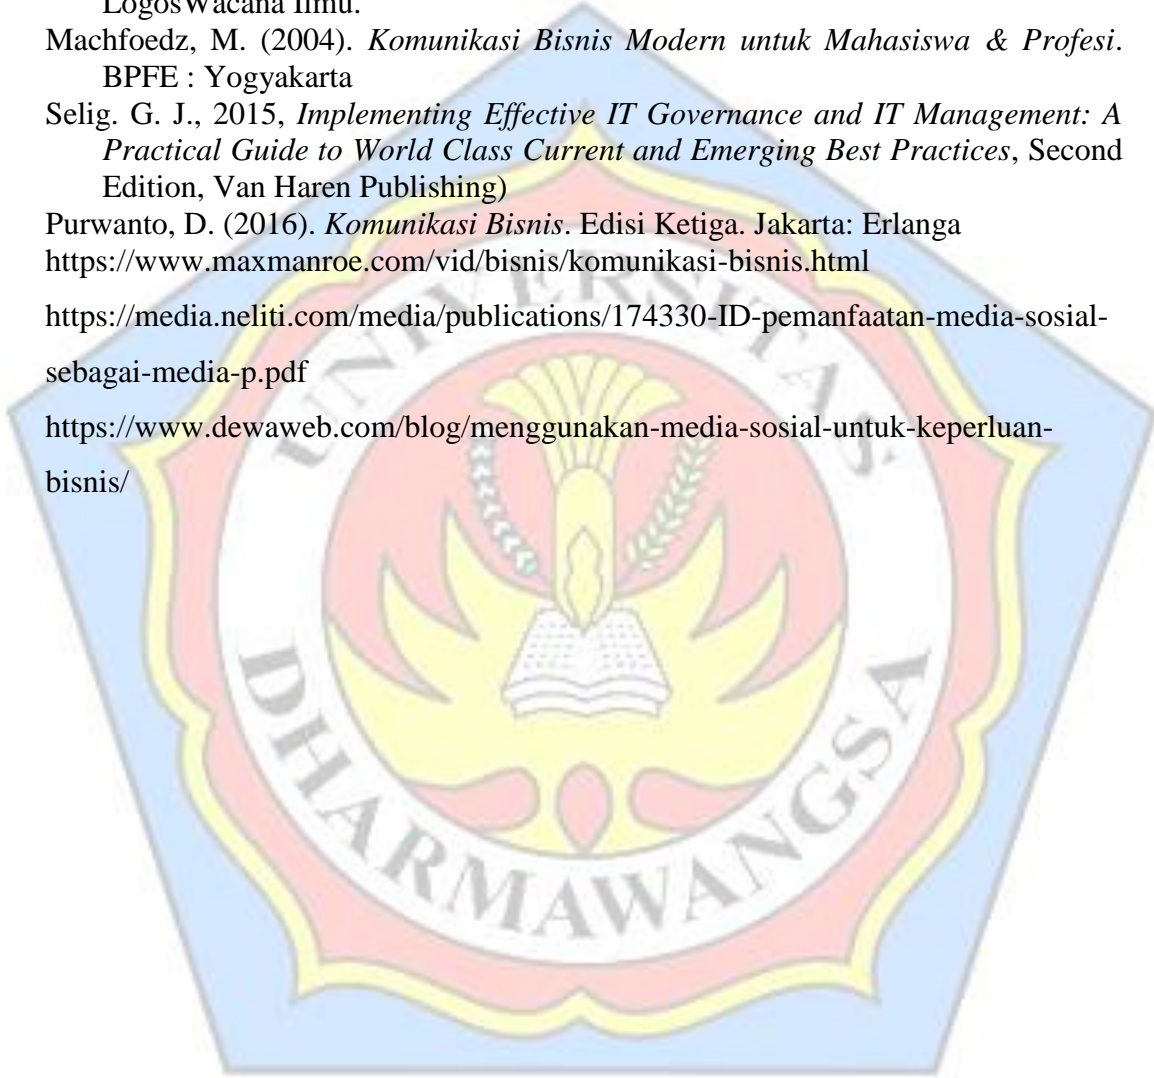 LogosWacana Ilmu.
Machfoedz, M. (2004). Komunikasi Bisnis Modern untuk Mahasiswa & Profesi.
BPFE : Yogyakarta
Selig. G. J., 2015, Implementing Effective IT Governance and IT Management: A
Practical Guide to World Class Current and Emerging Best Practices, Second
Edition, Van Haren Publishing)
Purwanto, D. (2016). Komunikasi Bisnis. Edisi Ketiga. Jakarta: Erlanga
https://www.maxmanroe.com/vid/bisnis/komunikasi-bisnis.html
https://media.neliti.com/media/publications/174330-ID-pemanfaatan-media-sosial-
sebagai-media-p.pdf
https://www.dewaweb.com/blog/menggunakan-media-sosial-untuk-keperluan-
bisnis/
UNIVERSITAS
DHARMAWANGSA